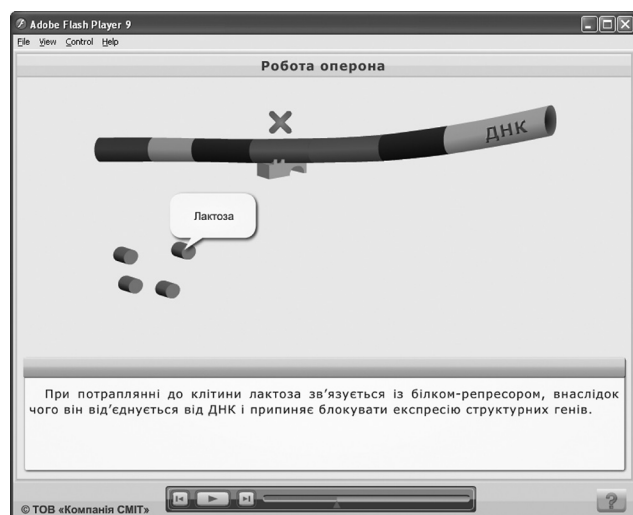 Adobe Flash Player 9
File View Control Help
Робота оперона
ДНК
Лактоза
При потраплянні до клітини лактоза зв’язується із білком-репресором, внаслідок
чого він від’єднується від ДНК і припиняє блокувати експресію структурних генів.
© ТОВ «Компанія СМІТ»
?